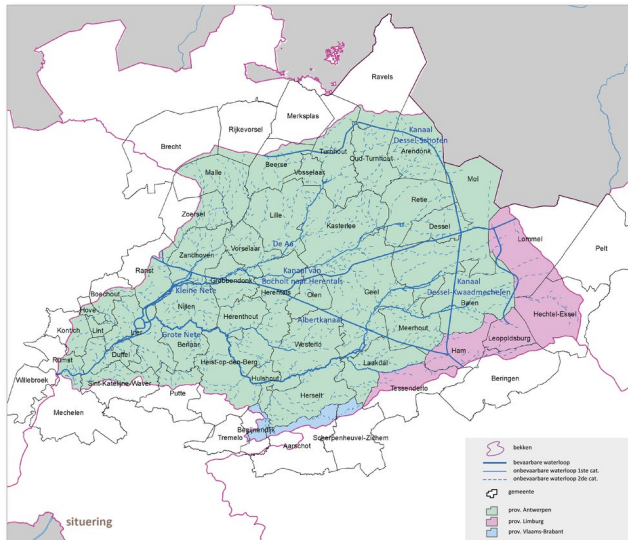 Ravels
Merksplas
Rijkevorsel
Brecht
Kanaal
Dessel-Schoten
Turnhout
Arendonk
Oud-Turnhout
Beerse
Vosselaar
Malle
Mol
Retie
Zoersel
Lille
Kasterlee
Dessel
De Aa
Lommel
Vorselaar
Pelt
Zandhoven
Ranst
Kanaal van
Bocholt naar Herentals
Grobbendonk
Kanaal
Dessel-Kwaadmechelen
Kleine Nete
Herentals
Olen
Geel
Boechout
Balen
Nijlen
Hove
Herenthout
Albertkanaal
Hechtel-Eksel
Kontich
Lint
Lier
Grote Nete
Meerhout
Leopoldsburg
Berlaar
Westerlo
Duffel
Ham
Rumst
Heist-op-den-Berg
Laakdal
Hulshout
Willebroek
Sint-Katelijne-Waver
Tessenderlo
Beringen
Putte
Herselt
Mechelen
Begijnendijk
Tremelo
Scherpenheuvel-Zichem
Aarschot
bekken
bevaarbare waterloop
onbevaarbare waterloop 1ste cat.
onbevaarbare waterloop 2de cat.
gemeente
prov. Antwerpen
prov. Limburg
prov. Vlaams-Brabant
situering